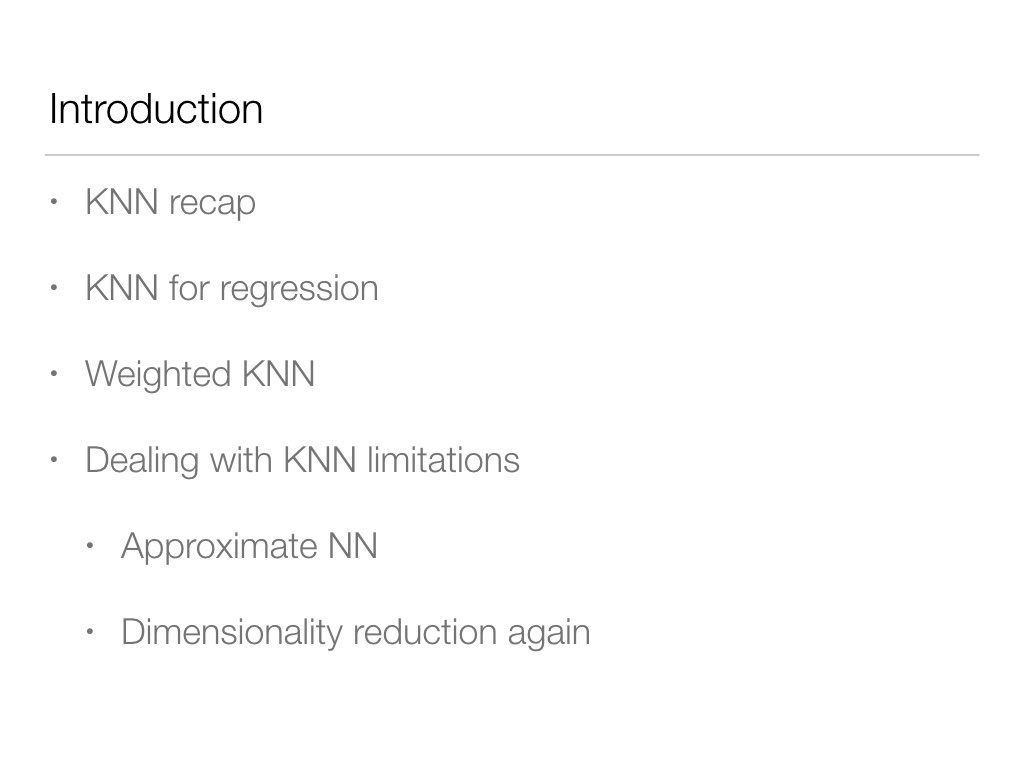 Introduction
• KNN recap
• KNN for regression
• Weighted KNN
• Dealing with KNN limitations
• Approximate NN
• Dimensionality reduction again